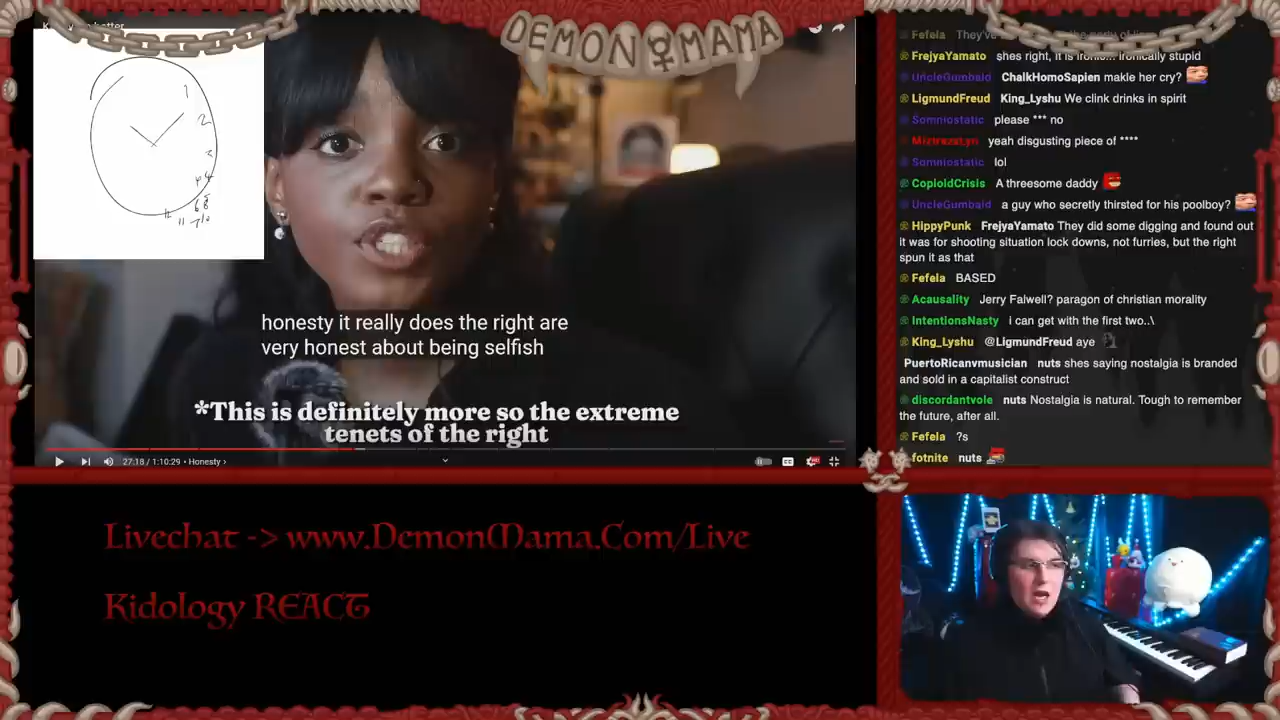 DEMON MAMA
1
2
honesty it really does the right are
very honest about being selfish
*This is definitely more so the extreme
tenets of the right
27:18 / 1:10:29 • Honesty ›
Fefela
FrejyaYamato shes right, it is ironic... ironically stupid
UncleGumbald ChalkHomoSapien makle her cry?
LigmundFreud King_Lyshu We clink drinks in spirit
Somniostatic please *** no
yeah disgusting piece of ****
Somniostatic lol
CopioldCrisis A threesome daddy
UncleGumbald a guy who secretly thirsted for his poolboy?
HippyPunk FrejyaYamato They did some digging and found out
it was for shooting situation lock downs, not furries, but the right
spun it as that
Fefela BASED
Acausality Jerry Falwell? paragon of christian morality
IntentionsNasty i can get with the first two..\
King_Lyshu @LigmundFreud aye
PuertoRicanvmusician nuts shes saying nostalgia is branded
and sold in a capitalist construct
discordantvole nuts Nostalgia is natural. Tough to remember
the future, after all.
Fefela ?s
fotnite nuts
Livechat -> www.DemonMama.Com/Live
Kidology REACT